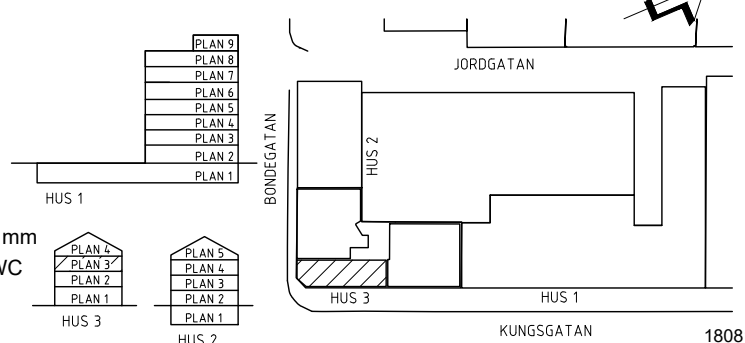 PLAN 9
PLAN 8
PLAN 7
PLAN 6
PLAN 5
PLAN 4
PLAN 3
PLAN 2
PLAN 1
HUS 1
mm
WC
PLAN 4
PLAN 3
PLAN 2
PLAN 1
HUS 3
PLAN 5
PLAN 4
PLAN 3
PLAN 2
PLAN 1
HUS 2
JORDGATAN
BONDEGATAN
HUS 2
HUS 3
HUS 1
KUNGSGATAN
1808